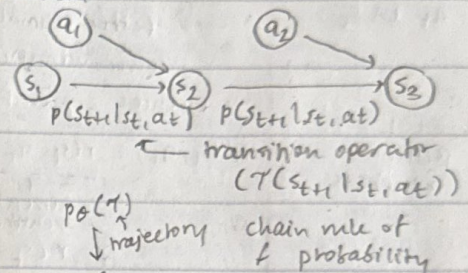 a1 a2
s1 s2 s3
p(st+1|st,at) p(st+1|st,at)
← transition operator
(T(st+1|st,at))
pθ(τ)
↓ trajectory chain rule of
f probability